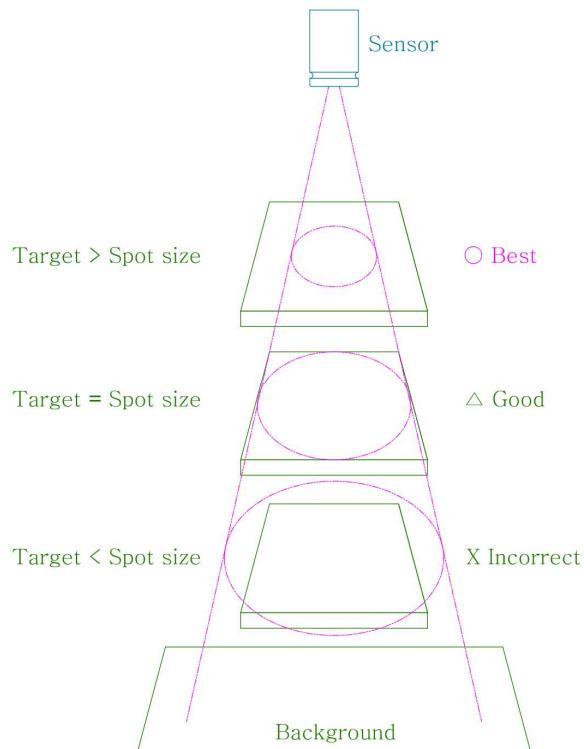 Sensor
Target > Spot size
○ Best
Target = Spot size
△ Good
Target < Spot size
X Incorrect
Background